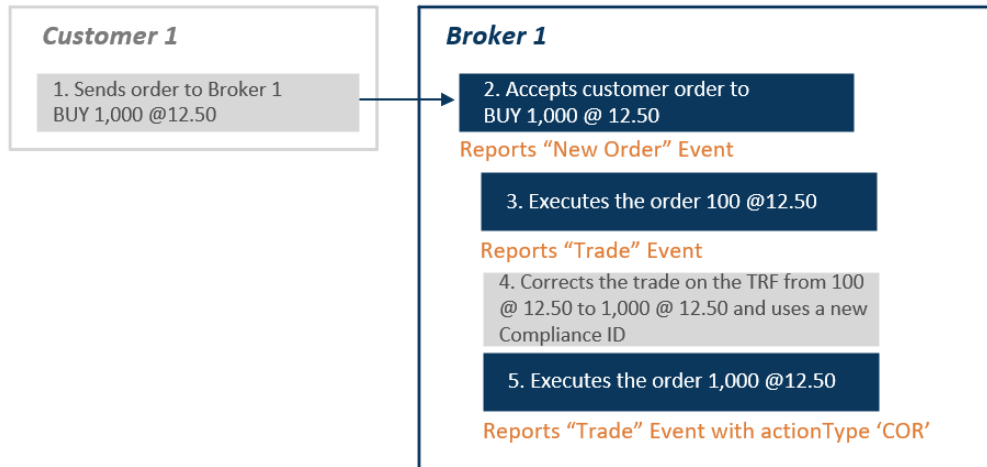 Customer 1
1. Sends order to Broker 1
BUY 1,000 @12.50
Broker 1
2. Accepts customer order to
BUY 1,000 @ 12.50
Reports “New Order” Event
3. Executes the order 100 @12.50
Reports “Trade” Event
4. Corrects the trade on the TRF from 100
@ 12.50 to 1,000 @ 12.50 and uses a new
Compliance ID
5. Executes the order 1,000 @12.50
Reports “Trade” Event with actionType ‘COR’